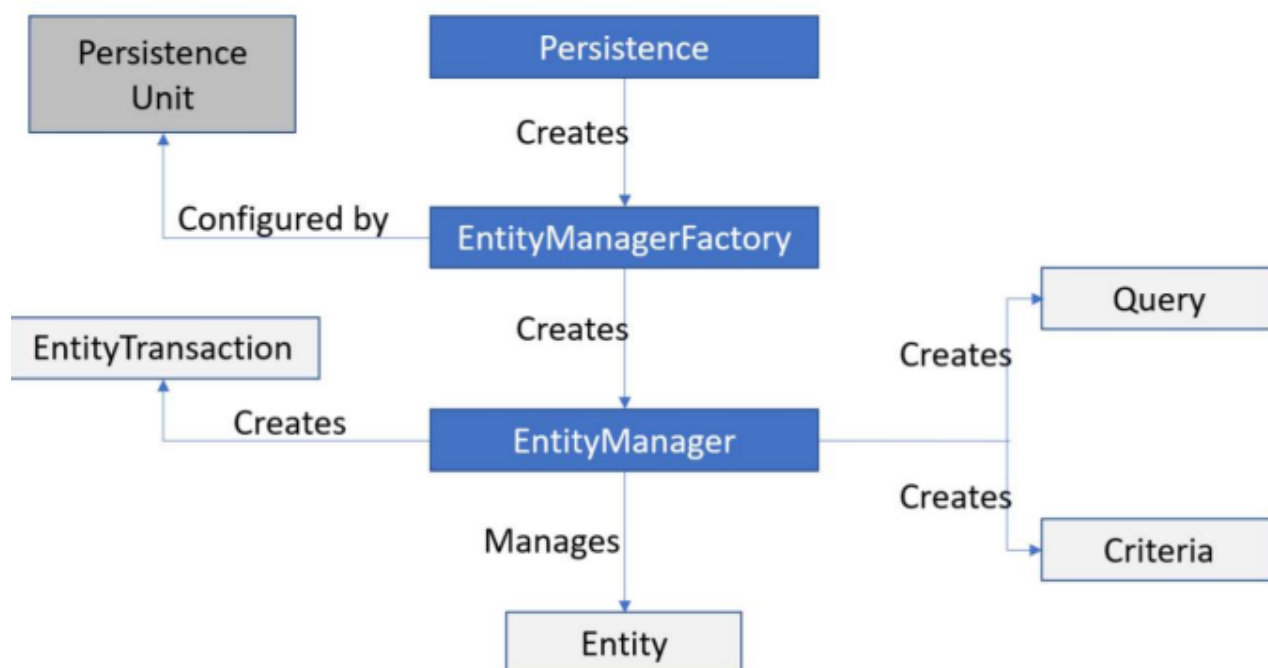 Persistence
Unit
Persistence
Creates
Configured by
EntityManagerFactory
Creates
Query
EntityTransaction
Creates
Creates
EntityManager
Creates
Manages
Criteria
Entity